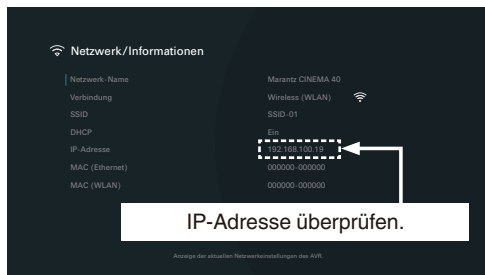 Netzwerk/Informationen
Netzwerk-Name Marantz CINEMA 40
Verbindung Wireless (WLAN)
SSID SSID-01
DHCP Ein
IP-Adresse 192.168.100.19
MAC (Ethernet) 000000-000000
MAC (WLAN) 000000-000000
IP-Adresse überprüfen.
Anzeige der aktuellen Netzwerkeinstellungen des AVR.